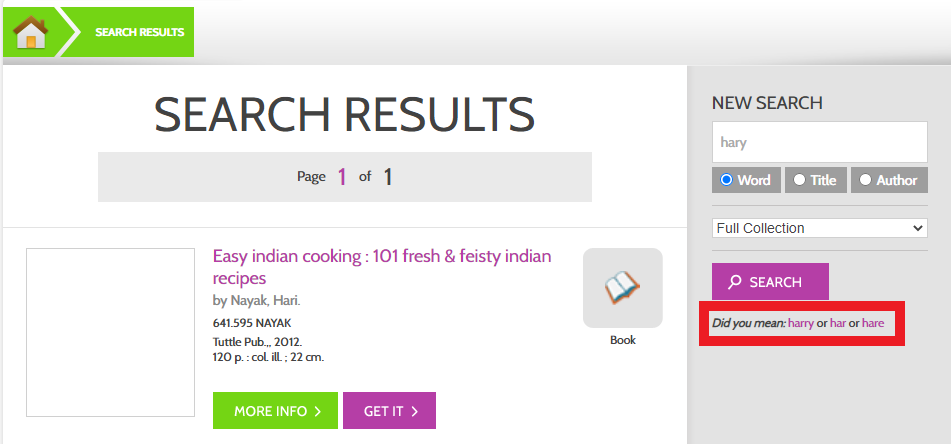 SEARCH RESULTS
SEARCH RESULTS
Page 1 of 1
Easy indian cooking : 101 fresh & feisty indian
recipes
by Nayak, Hari.
641.595 NAYAK
Tuttle Pub.,, 2012.
120 p. : col. ill. ; 22 cm.
MORE INFO
GET IT
Book
NEW SEARCH
hary
Word Title Author
Full Collection
SEARCH
Did you mean: harry or har or hare